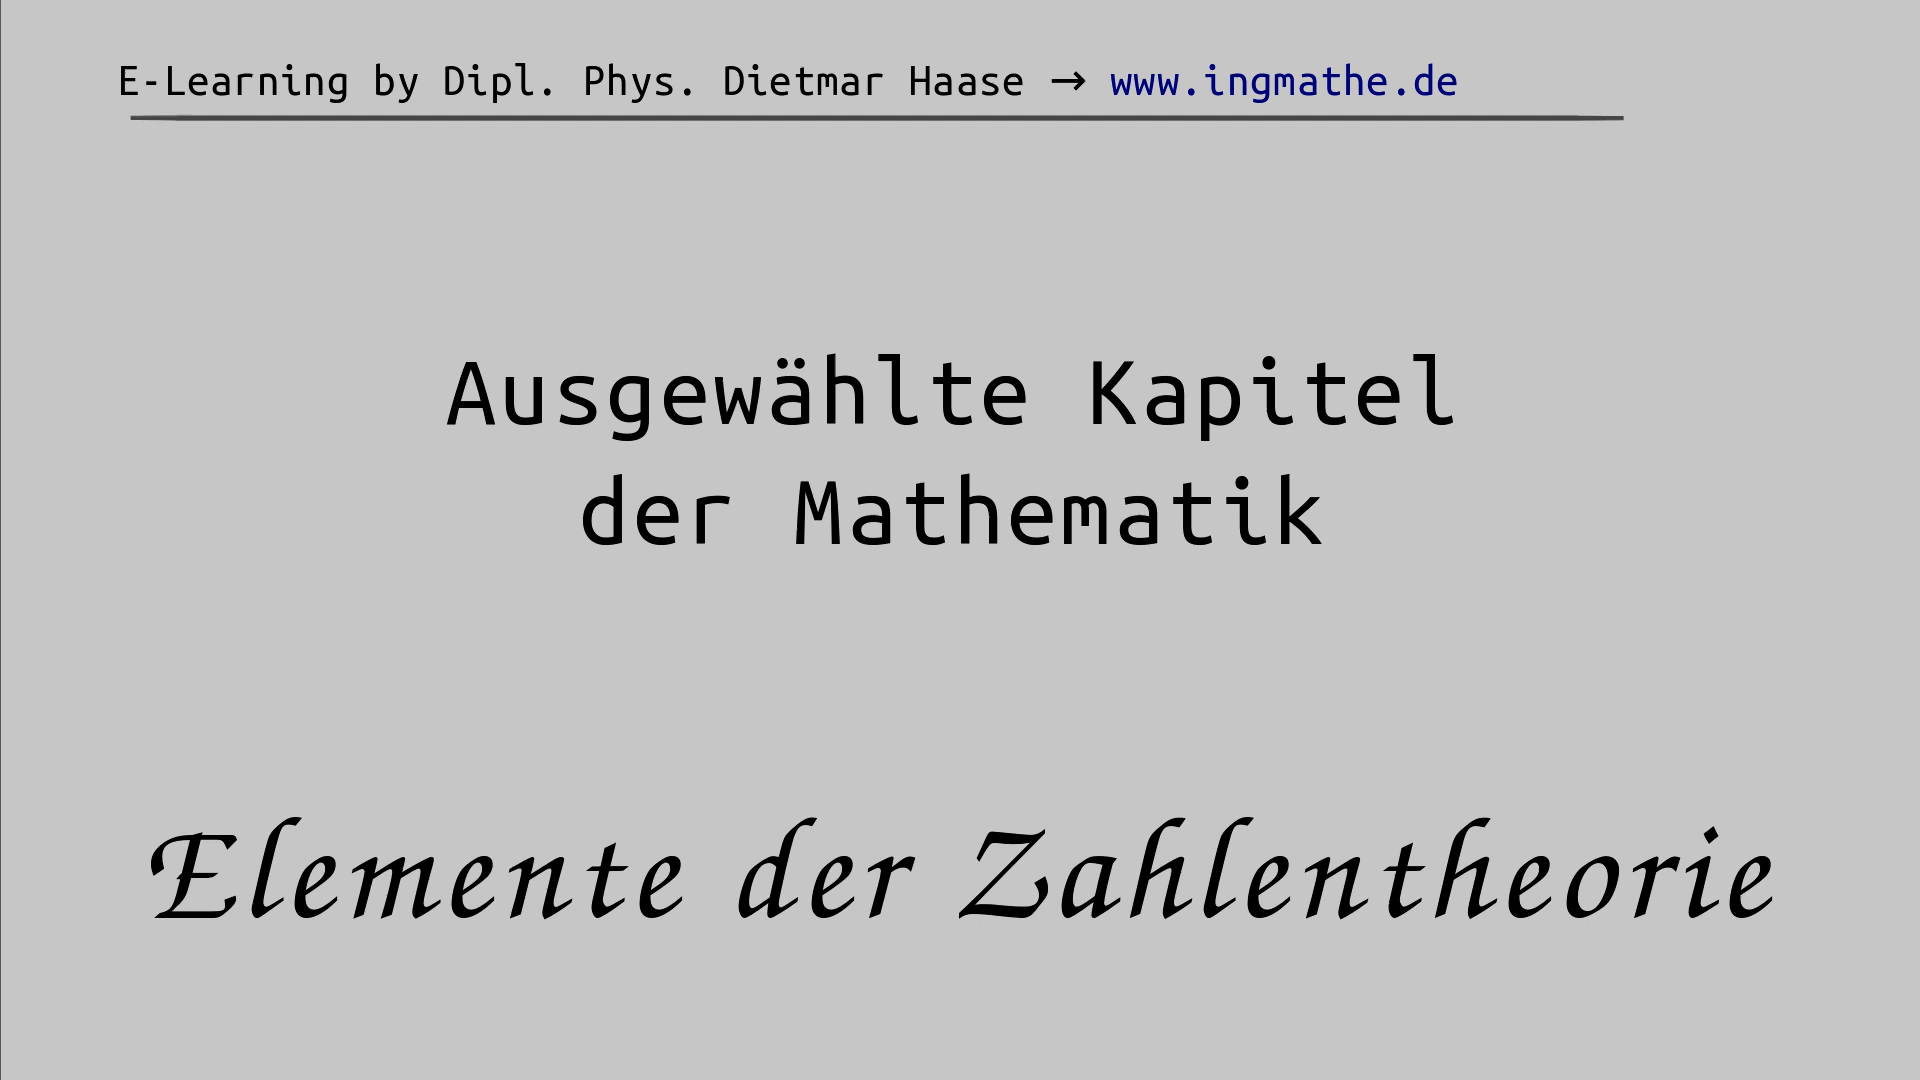 E-Learning by Dipl. Phys. Dietmar Haase → www.ingmathe.de
Ausgewählte Kapitel
der Mathematik
Elemente der Zahlentheorie